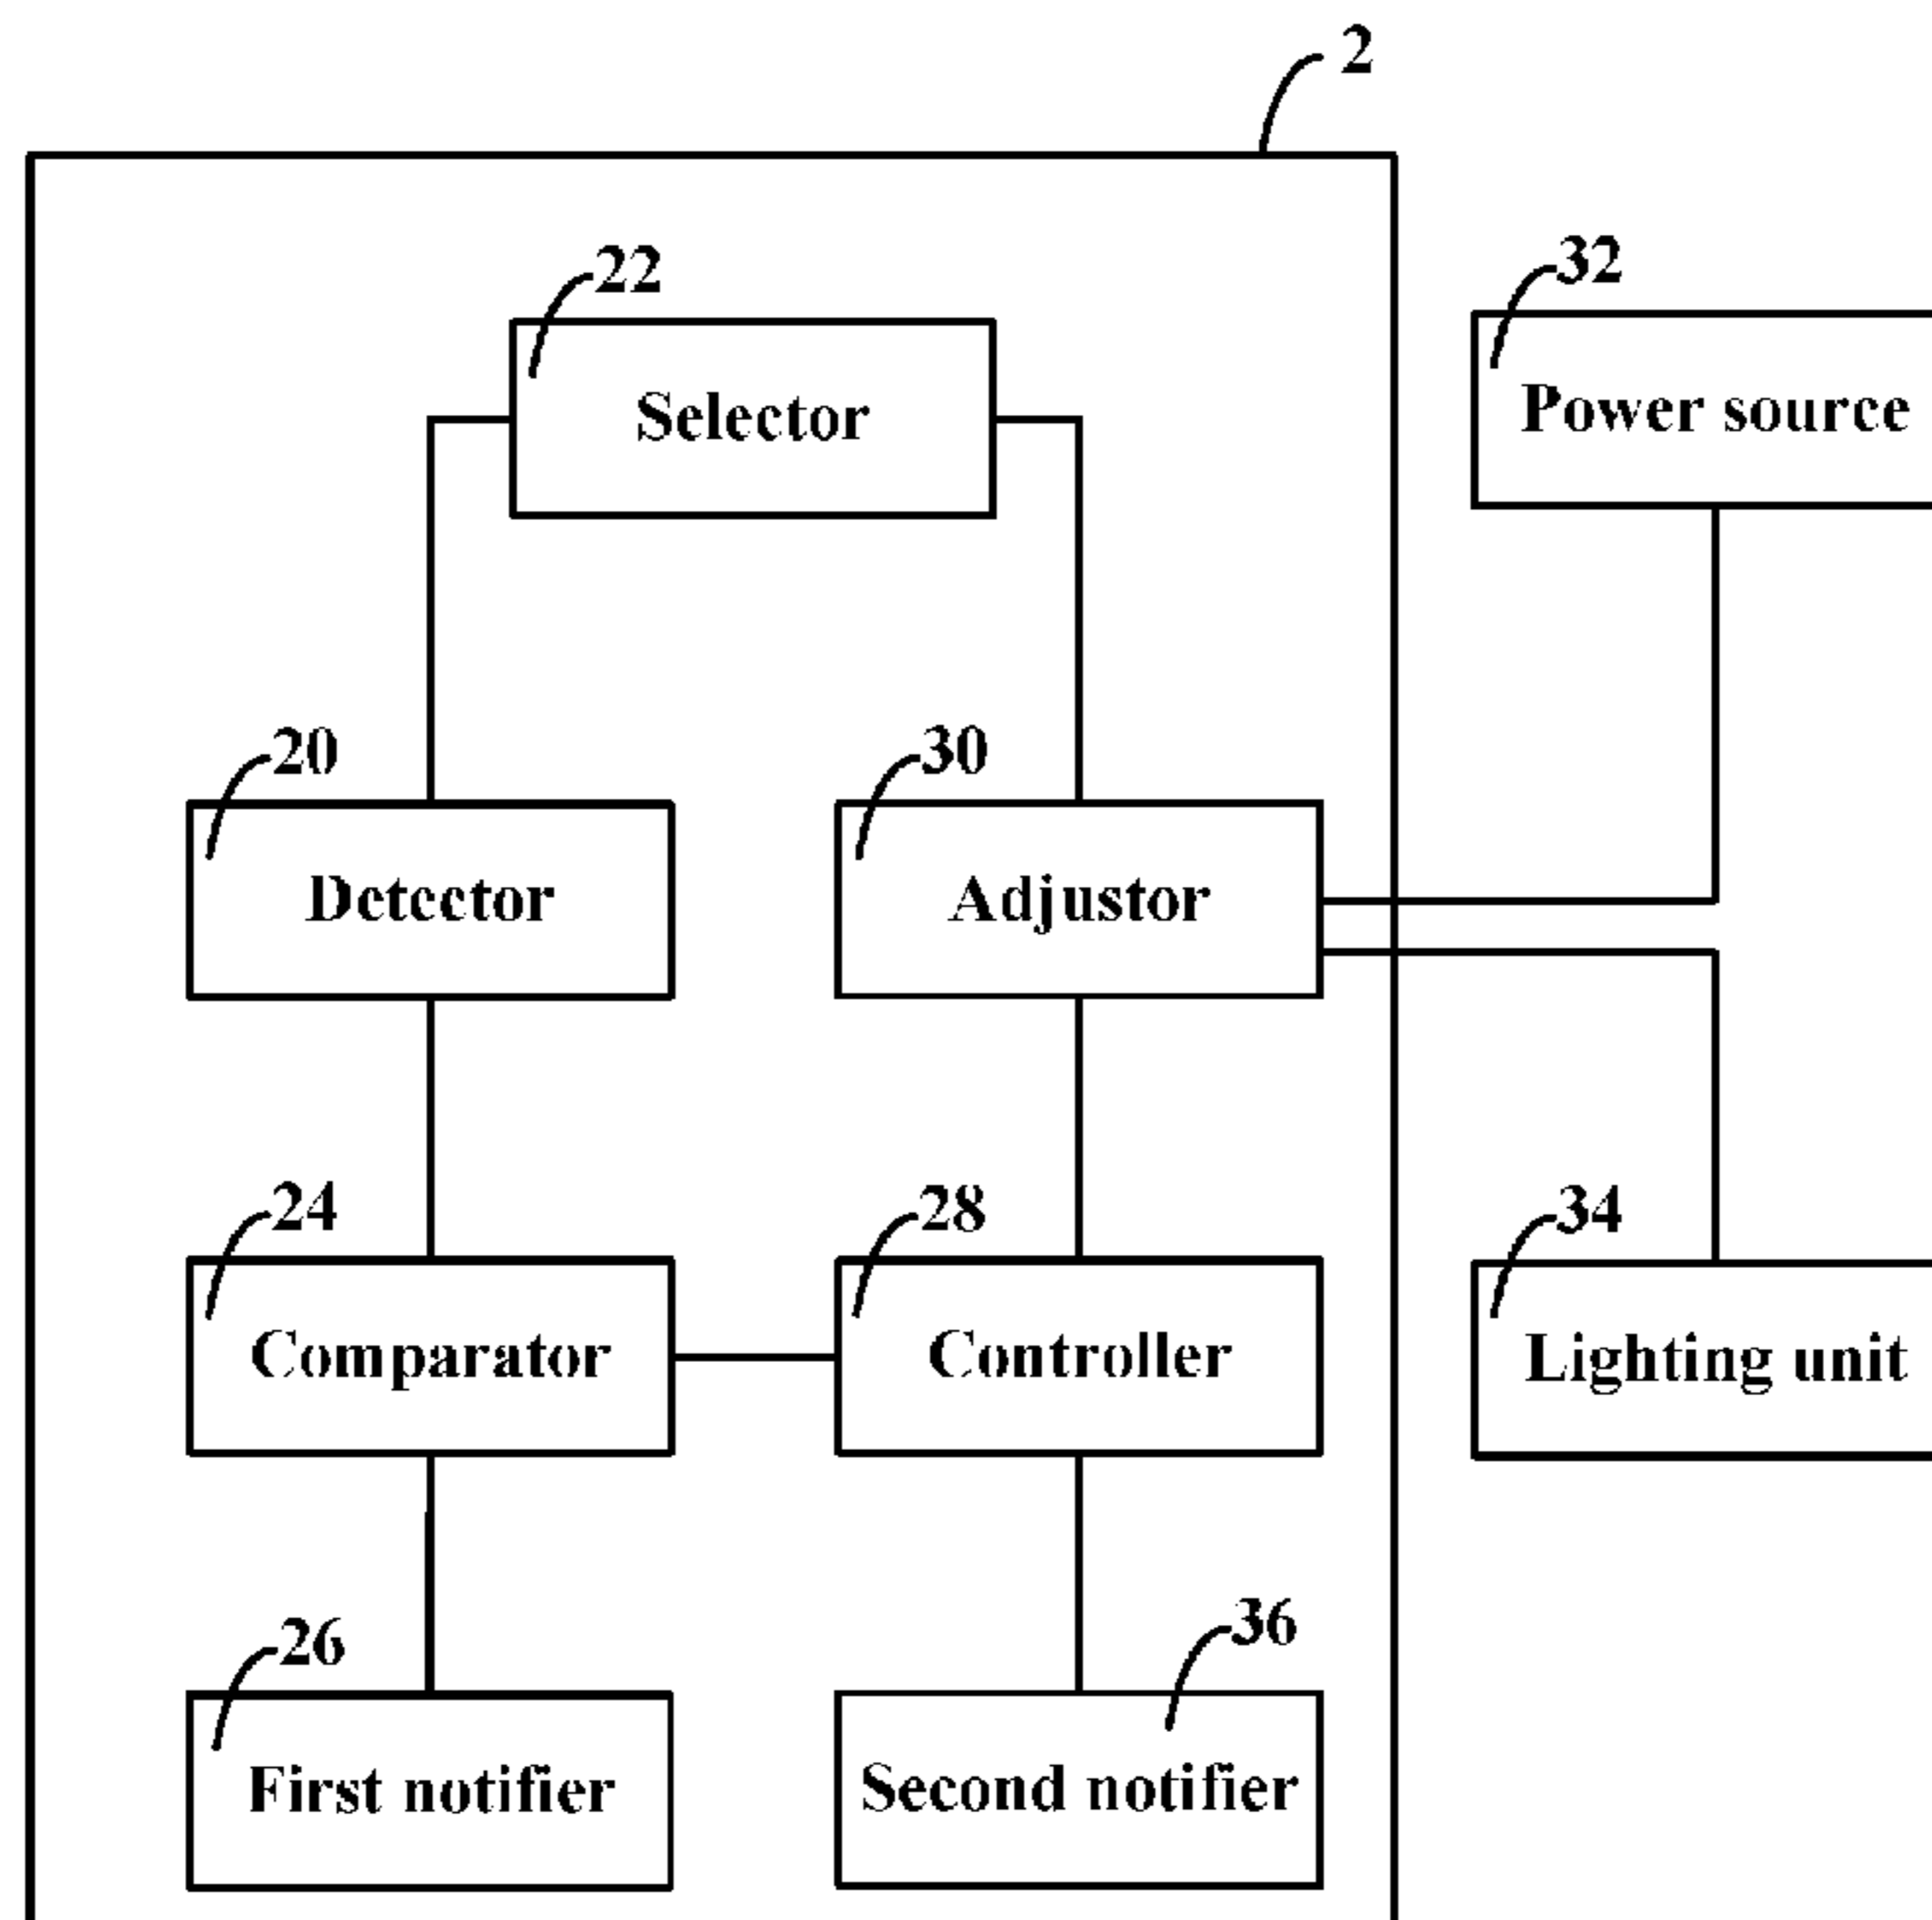 2
22
Selector
32
Power source
20
Detector
30
Adjustor
24
Comparator
28
Controller
34
Lighting unit
26
First notifier
36
Second notifier